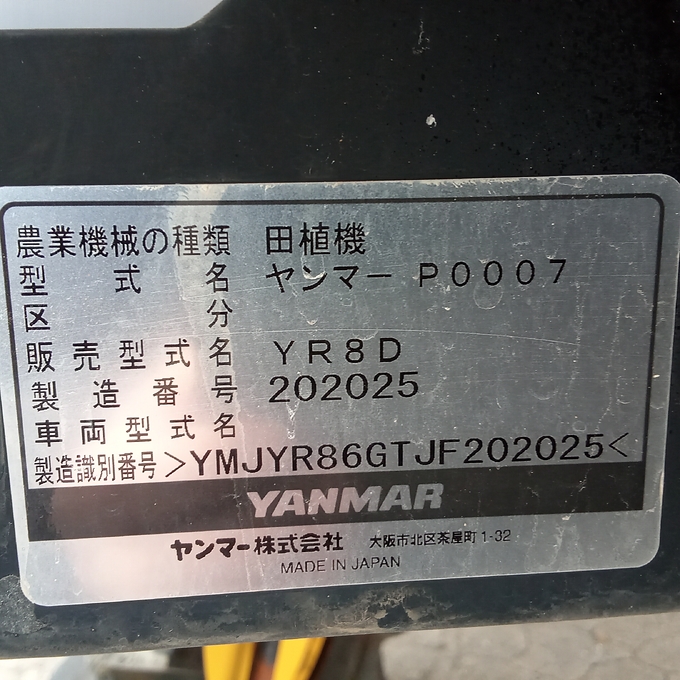 農業機械の種類 田植機
型式名 ヤンマー P0007
区分
販売型式名 YR8D
製造番号 202025
車両型式名
製造識別番号 >YMJYR86GTJF202025<
YANMAR
ヤンマー株式会社 大阪市北区茶屋町1-32
MADE IN JAPAN